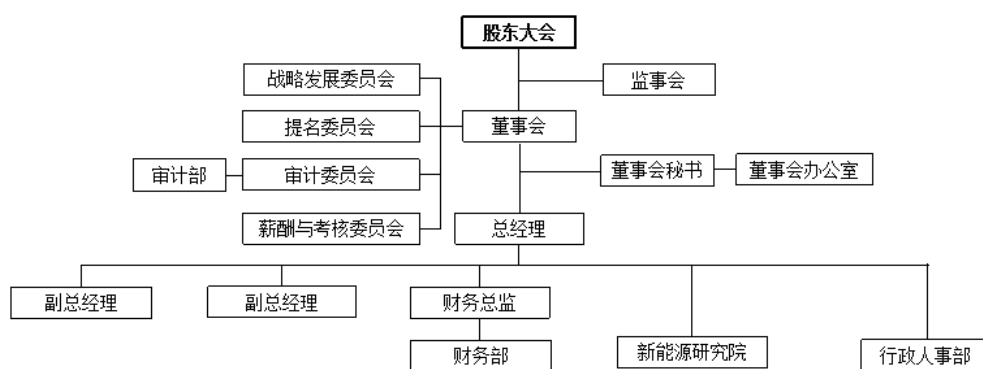 股东大会
战略发展委员会
监事会
提名委员会
董事会
审计部
审计委员会
董事会秘书
董事会办公室
薪酬与考核委员会
总经理
副总经理
副总经理
财务总监
财务部
新能源研究院
行政人事部